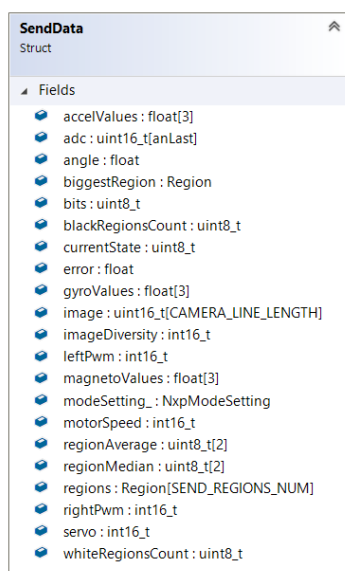 SendData
Struct
Fields
accelValues : float[3]
adc : uint16_t[anLast]
angle : float
biggestRegion : Region
bits : uint8_t
blackRegionsCount : uint8_t
currentState : uint8_t
error : float
gyroValues : float[3]
image : uint16_t[CAMERA_LINE_LENGTH]
imageDiversity : int16_t
leftPwm : int16_t
magnetoValues : float[3]
modeSetting_ : NxpModeSetting
motorSpeed : int16_t
regionAverage : uint8_t[2]
regionMedian : uint8_t[2]
regions : Region[SEND_REGIONS_NUM]
rightPwm : int16_t
servo : int16_t
whiteRegionsCount : uint8_t